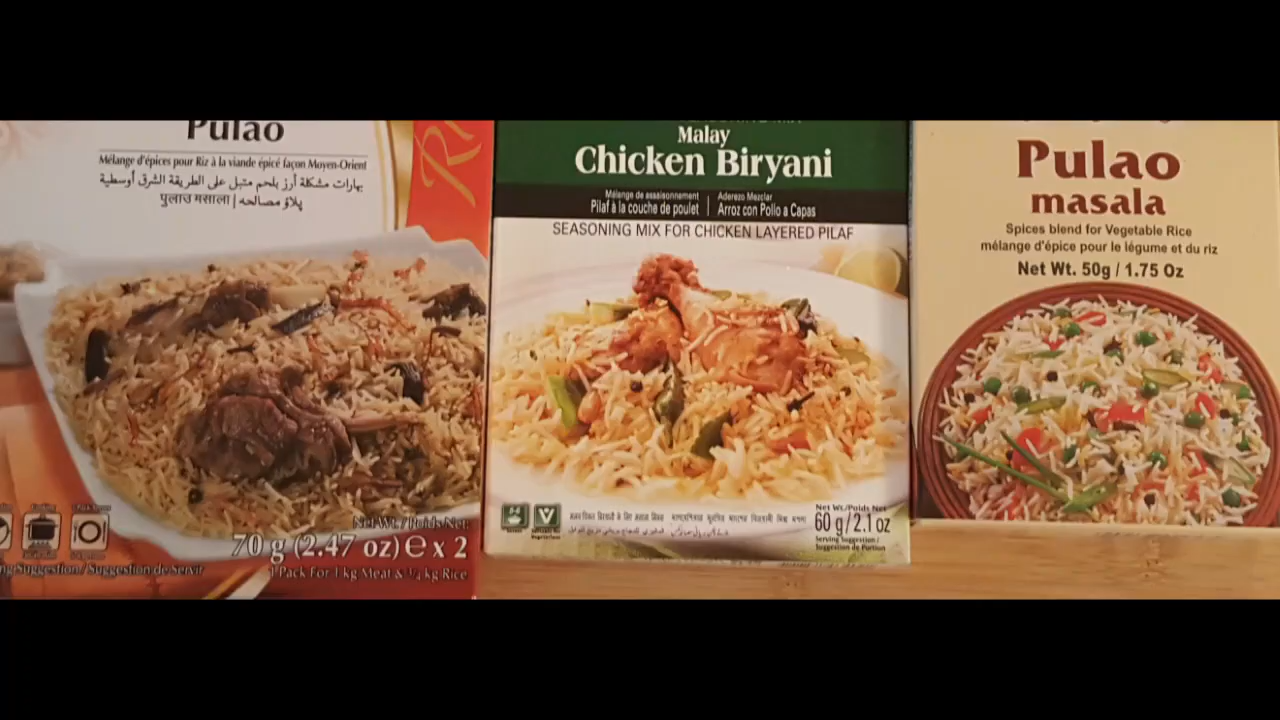 Pulao
Mélange d'épices pour Riz à la viande épicé façon Moyen-Orient
بهارات مشكلة أرز بلحم متبل على الطريقة الشرق أوسطية
पुलाउ मसाला | پلاؤ مصالحہ
Net Wt. / Poids Net:
70 g (2.47 oz) e x 2
1 Pack For 1 kg Meat & ¾ kg Rice
Suggestion / Suggestion de Servir
Malay
Chicken Biryani
Mélange de assaisonnement
Pilaf à la couche de poulet
Aderezo Mezclar
Arroz con Pollo a Capas
SEASONING MIX FOR CHICKEN LAYERED PILAF
Net Wt./Poids Net
60 g/2.1 oz
Serving Suggestion/
Suggestion de Portion
Pulao
masala
Spices blend for Vegetable Rice
mélange d'épice pour le légume et du riz
Net Wt. 50g / 1.75 Oz